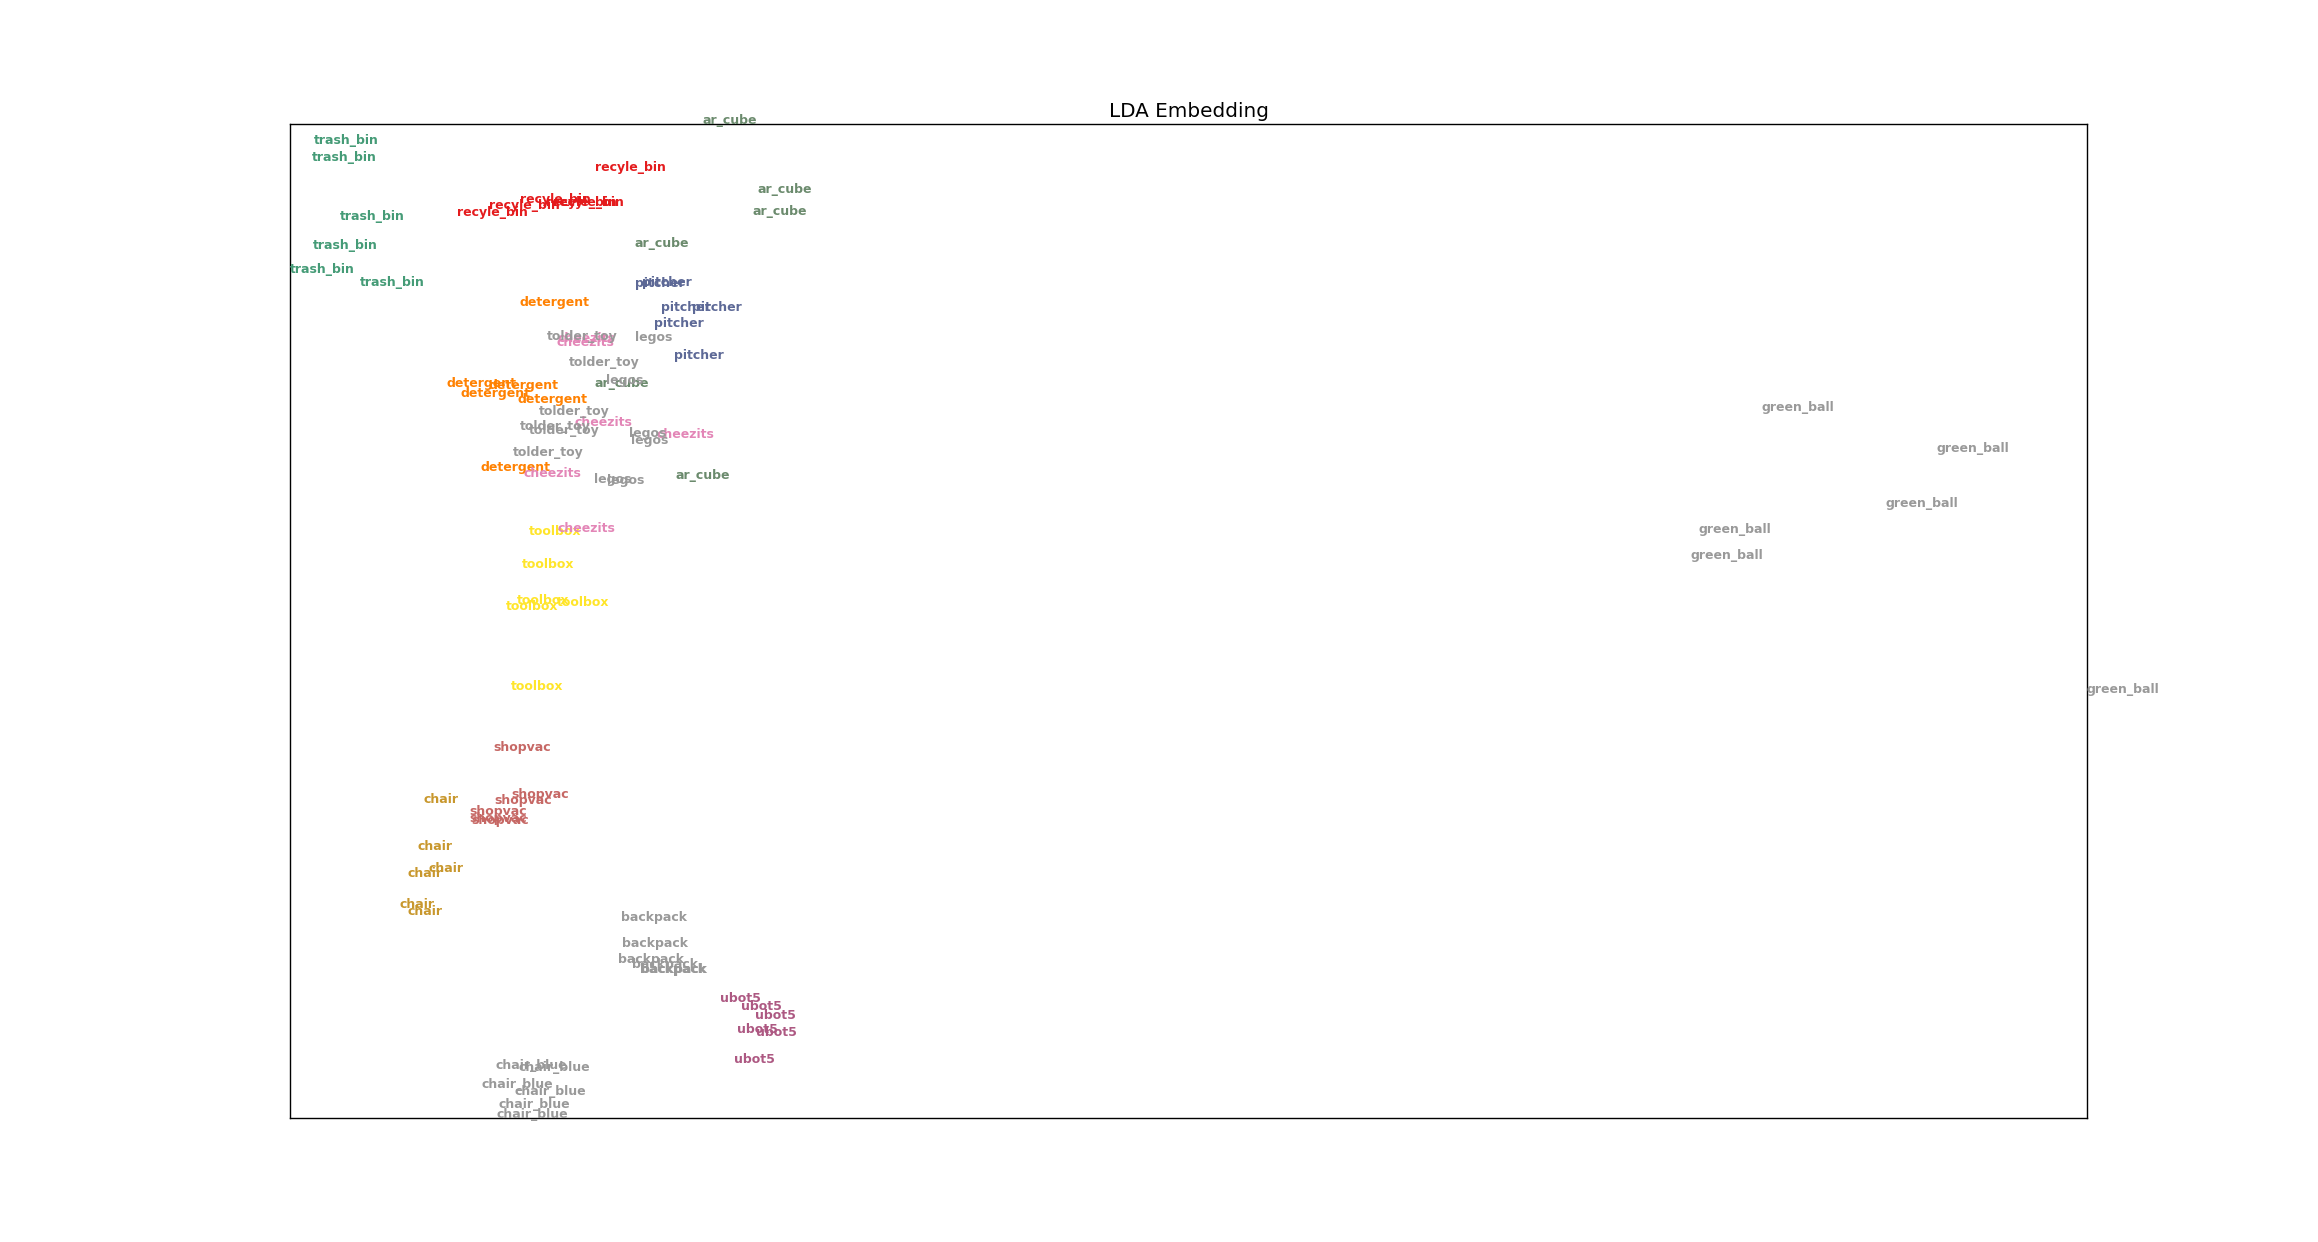 LDA Embedding
ar_cube
trash_bin
trash_bin
recyle_bin
ar_cube
recyle_bin
recyle_bin
recyle_bin
recyle_bin
recyle_bin
ar_cube
trash_bin
ar_cube
trash_bin
trash_bin
trash_bin
pitcher
pitcher
detergent
pitcher
pitcher
pitcher
tolder_toy
cheezits
legos
cheezits
pitcher
tolder_toy
legos
detergent
ar_cube
detergent
detergent
detergent
green_ball
tolder_toy
cheezits
tolder_toy
tolder_toy
legos
cheezits
legos
green_ball
tolder_toy
detergent
cheezits
ar_cube
legos
legos
green_ball
cheezits
toolbox
green_ball
green_ball
toolbox
toolbox
toolbox
toolbox
toolbox
green_ball
shopvac
shopvac
chair
shopvac
shopvac
shopvac
shopvac
chair
chair
chair
chair
chair
backpack
backpack
backpack
backpack
backpack
backpack
ubot5
ubot5
ubot5
ubot5
ubot5
ubot5
chair_blue
chair_blue
chair_blue
chair_blue
chair_blue
chair_blue